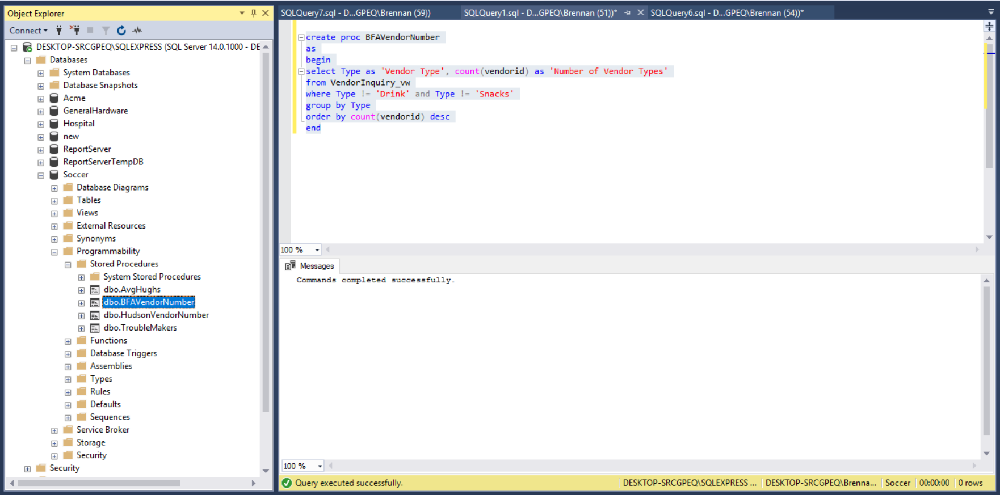 Object Explorer
Connect
DESKTOP-SRCGPEQ\SQLEXPRESS (SQL Server 14.0.1000 - DE
Databases
System Databases
Database Snapshots
Acme
GeneralHardware
Hospital
new
ReportServer
ReportServerTempDB
Soccer
Database Diagrams
Tables
Views
External Resources
Synonyms
Programmability
Stored Procedures
System Stored Procedures
dbo.AvgHughs
dbo.BFAVendorNumber
dbo.HudsonVendorNumber
dbo.TroubleMakers
Functions
Database Triggers
Assemblies
Types
Rules
Defaults
Sequences
Service Broker
Storage
Security
Security
SQLQuery7.sql - D...GPEQ\Brennan (59))
SQLQuery1.sql - D...GPEQ\Brennan (51))*
SQLQuery6.sql - D...GPEQ\Brennan (54))*
create proc BFAVendorNumber
as
begin
select Type as 'Vendor Type', count(vendorid) as 'Number of Vendor Types'
from VendorInquiry_vw
where Type != 'Drink' and Type != 'Snacks'
group by Type
order by count(vendorid) desc
end
100 %
Messages
Commands completed successfully.
100 %
Query executed successfully.
DESKTOP-SRCGPEQ\SQLEXPRESS ...
DESKTOP-SRCGPEQ\Brenna...
Soccer
00:00:00
0 rows